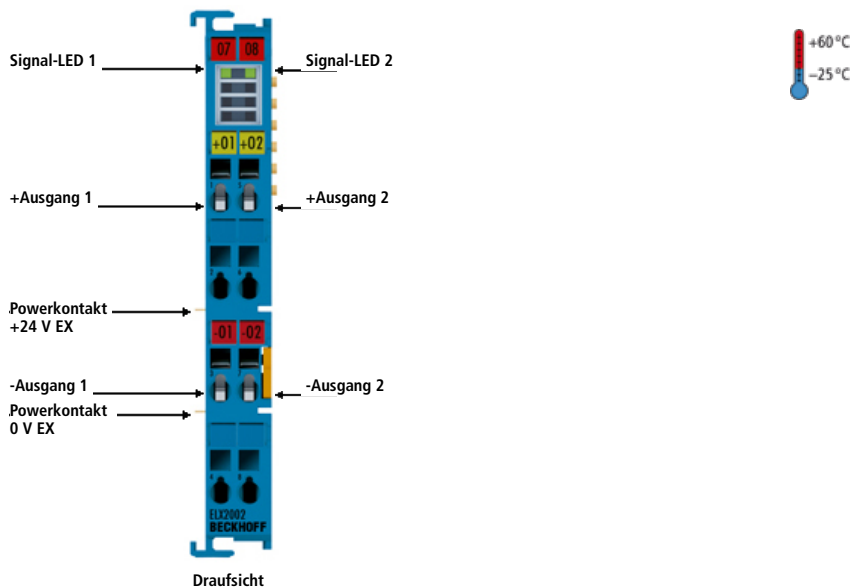 07 08
Signal-LED 1
Signal-LED 2
+60 °C
–25 °C
+01 +02
+Ausgang 1
+Ausgang 2
Powerkontakt
+24 V EX
-01 -02
-Ausgang 1
-Ausgang 2
Powerkontakt
0 V EX
ELX2002
BECKHOFF
Draufsicht